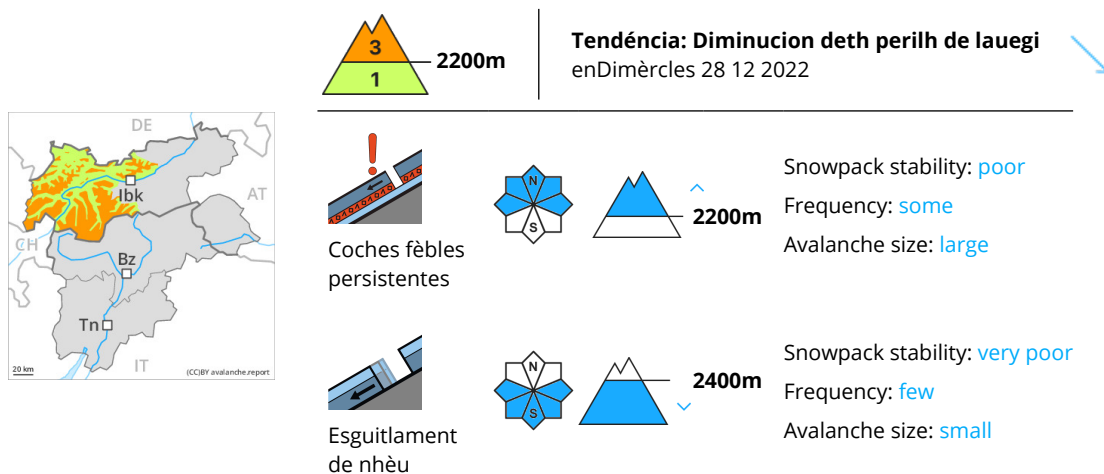 3
1
2200m
Tendéncia: Diminucion deth perilh de lauegi
enDimèrcles 28 12 2022
DE
AT
CH
IT
Ibk
Bz
Tn
20 km
(CC)BY avalanche.report
Coches fèbles
persistentes
N
S
2200m
Snowpack stability: poor
Frequency: some
Avalanche size: large
Esguitlament
de nhèu
N
S
2400m
Snowpack stability: very poor
Frequency: few
Avalanche size: small